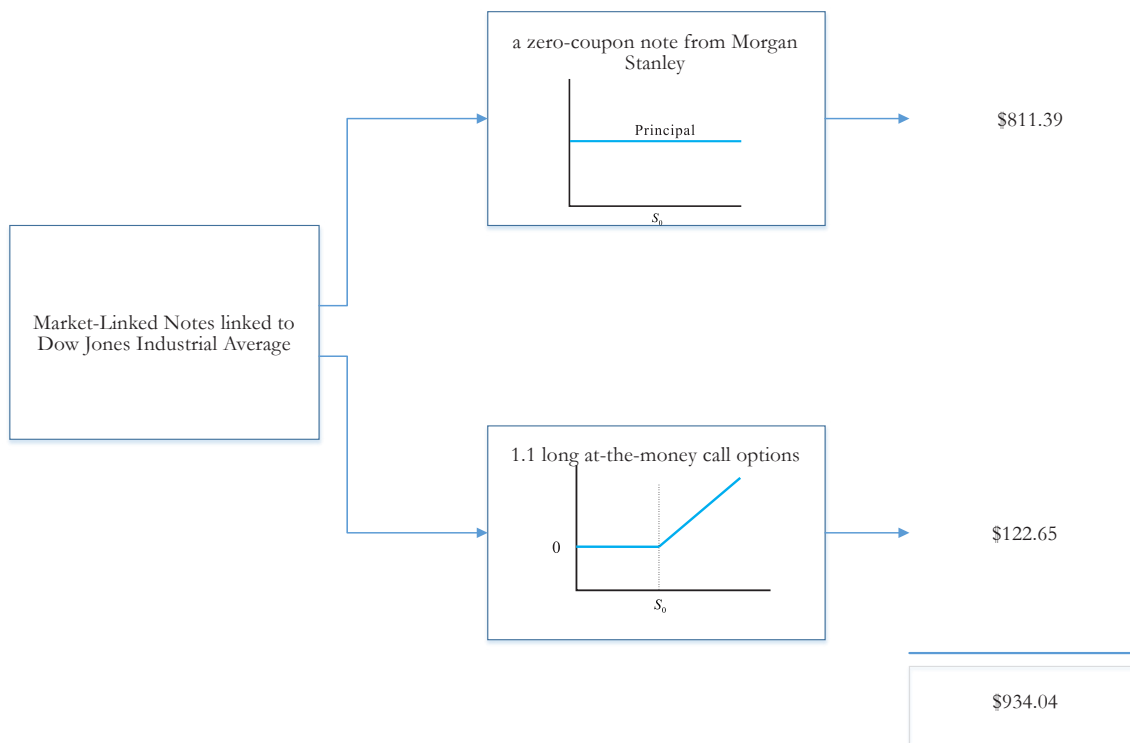 a zero-coupon note from Morgan
Stanley
Principal
S₀
$811.39
Market-Linked Notes linked to
Dow Jones Industrial Average
1.1 long at-the-money call options
0
S₀
$122.65
$934.04